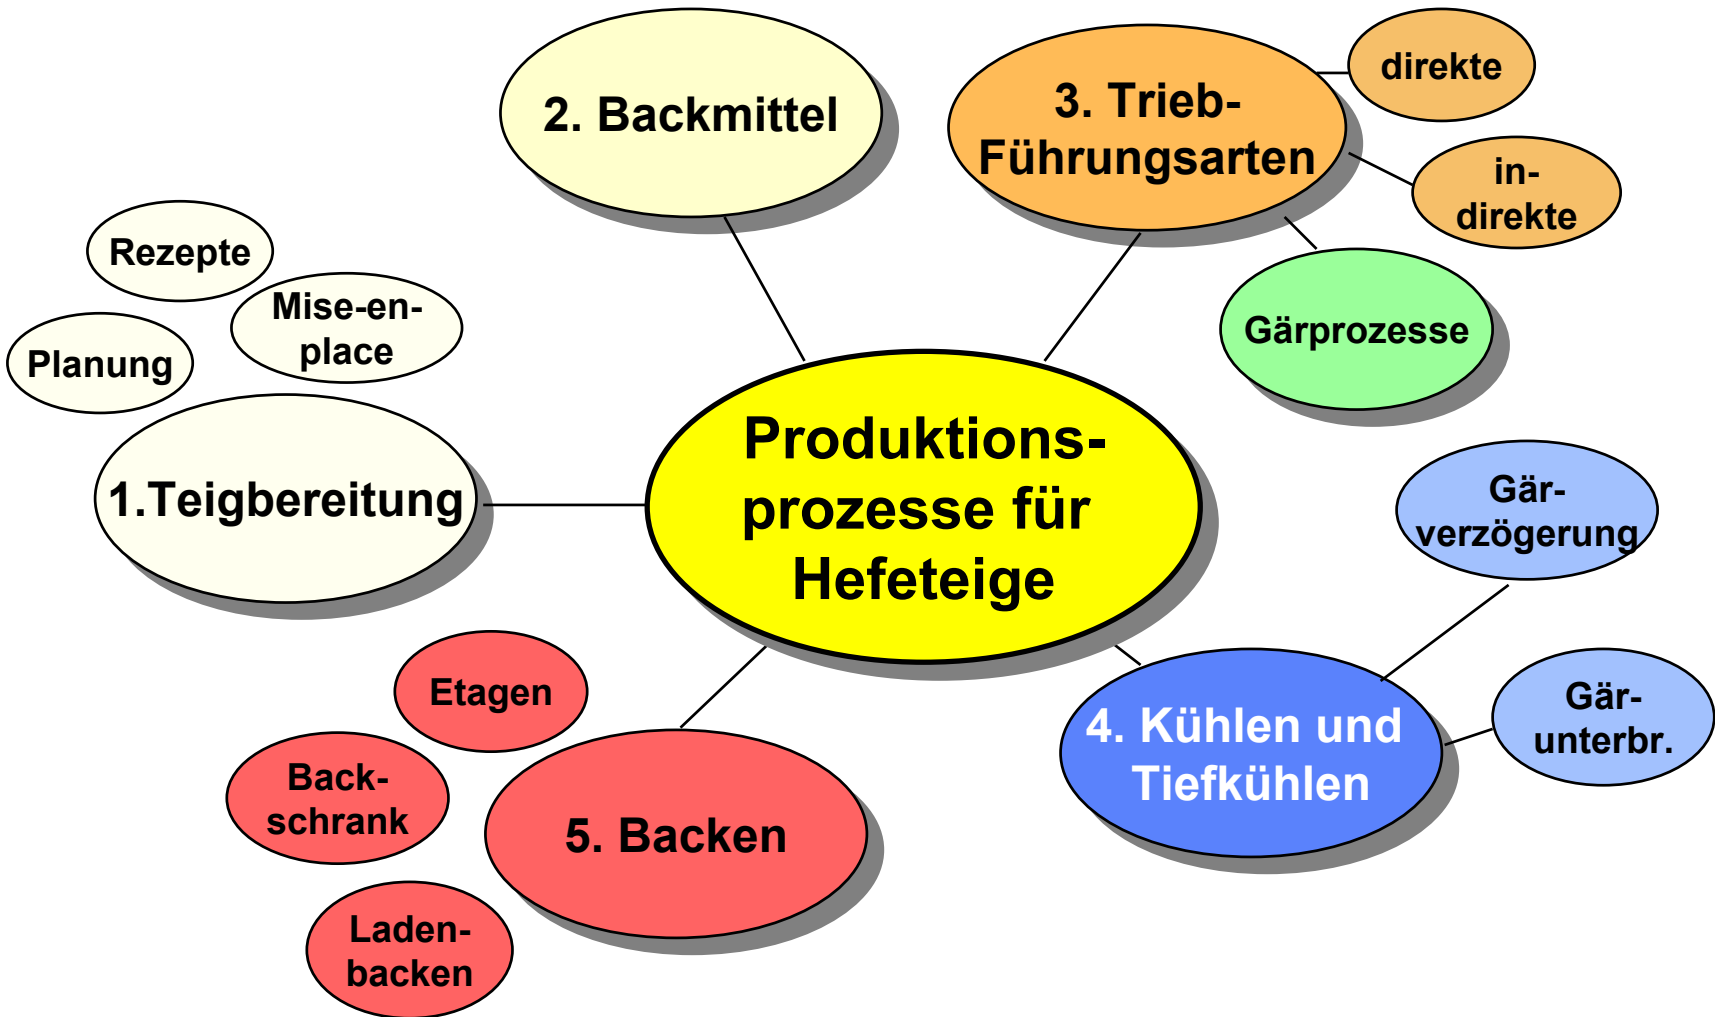 2. Backmittel
3. Trieb-
Führungsarten
direkte
in-
direkte
Gärprozesse
Rezepte
Mise-en-
place
Planung
1.Teigbereitung
Produktions-
prozesse für
Hefeteige
Gär-
verzögerung
Gär-
unterbr.
4. Kühlen und
Tiefkühlen
Etagen
Back-
schrank
5. Backen
Laden-
backen